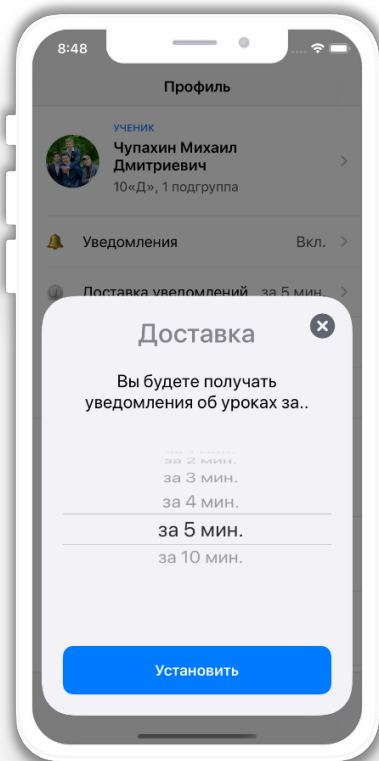 8:48
Профиль
УЧЕНИК
Чупахин Михаил
Дмитриевич
10«Д», 1 подгруппа
Уведомления Вкл.
Доставка уведомлений за 5 мин.
Доставка
Вы будете получать
уведомления об уроках за..
за 2 мин.
за 3 мин.
за 4 мин.
за 5 мин.
за 10 мин.
Установить